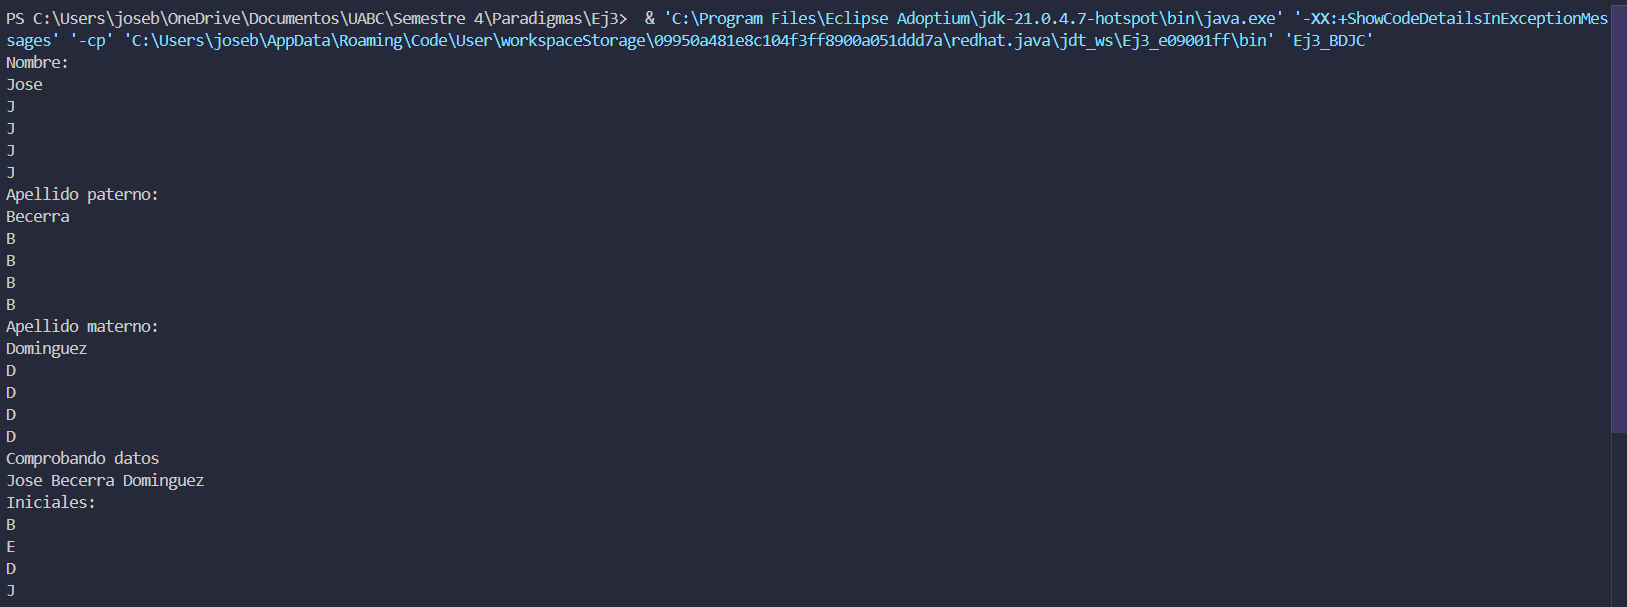 PS C:\Users\joseb\OneDrive\Documentos\UABC\Semestre 4\Paradigmas\Ej3>  & 'C:\Program Files\Eclipse Adoptium\jdk-21.0.4.7-hotspot\bin\java.exe' '-XX:+ShowCodeDetailsInExceptionMes
sages' '-cp' 'C:\Users\joseb\AppData\Roaming\Code\User\workspaceStorage\09950a481e8c104f3ff8900a051ddd7a\redhat.java\jdt_ws\Ej3_e09001ff\bin' 'Ej3_BDJC'
Nombre:
Jose
J
J
J
J
Apellido paterno:
Becerra
B
B
B
B
Apellido materno:
Dominguez
D
D
D
D
Comprobando datos
Jose Becerra Dominguez
Iniciales:
B
E
D
J